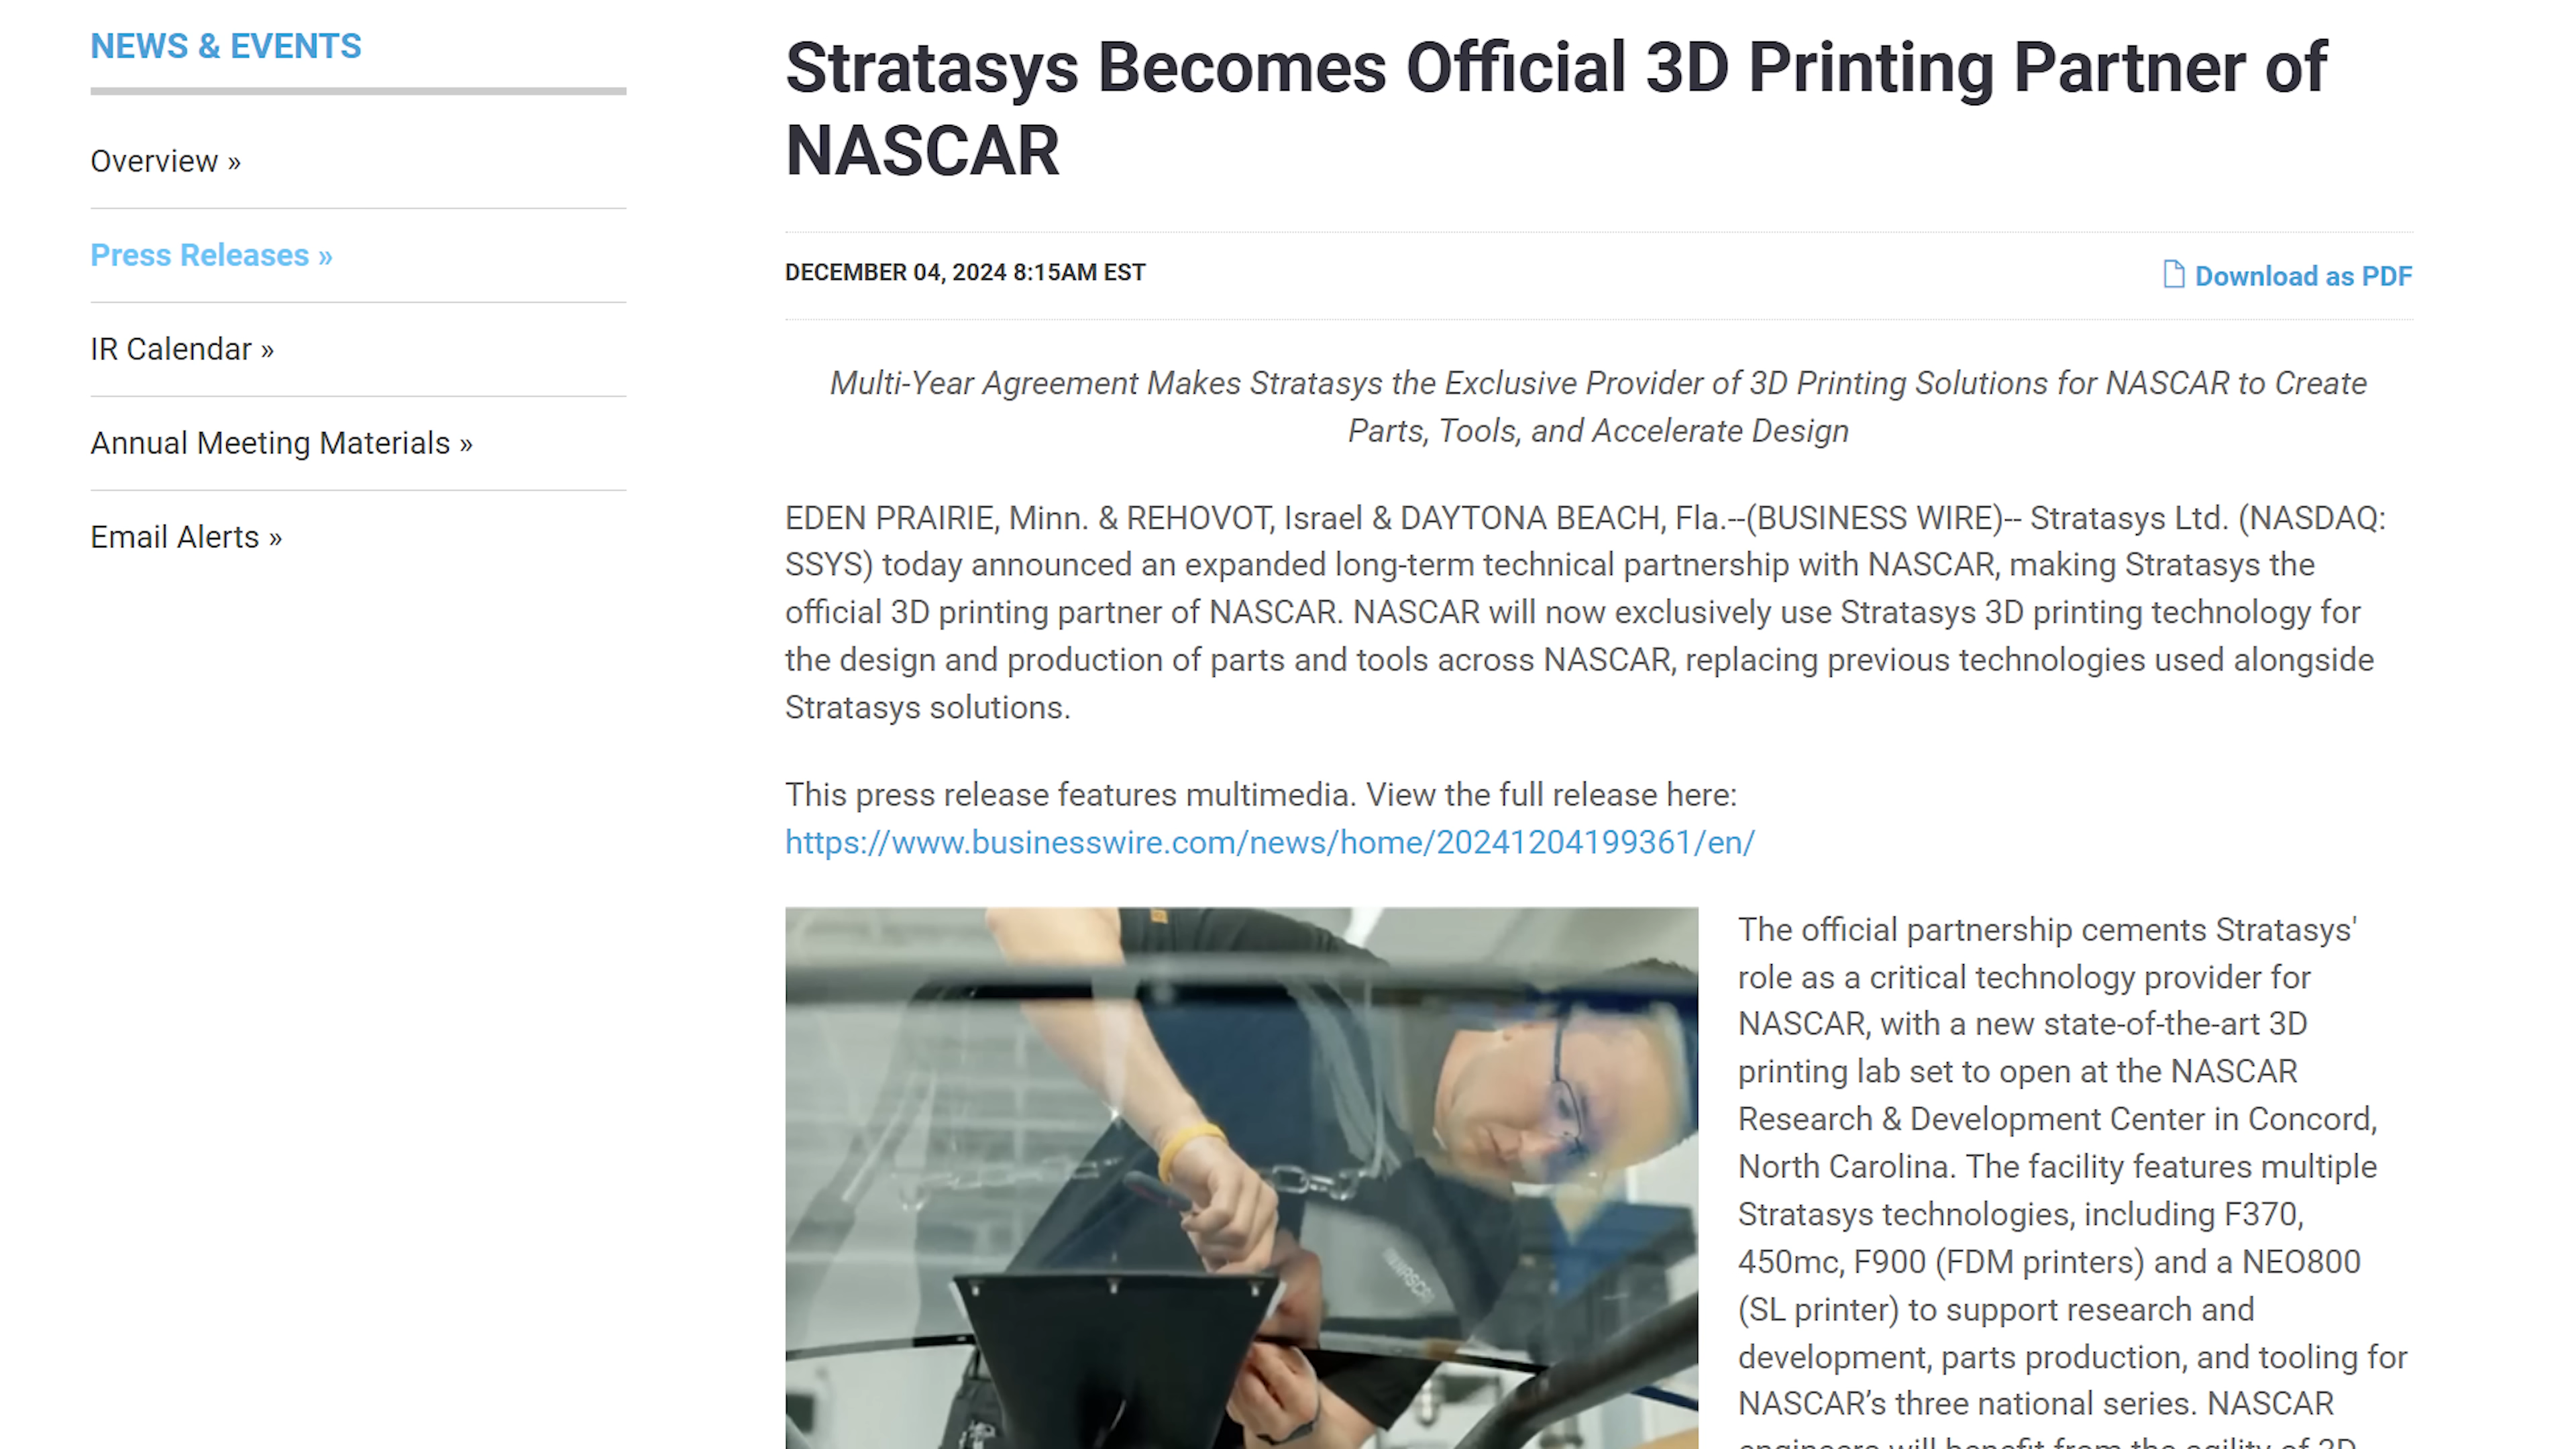 NEWS & EVENTS
Overview »
Press Releases »
IR Calendar »
Annual Meeting Materials »
Email Alerts »
Stratasys Becomes Official 3D Printing Partner of
NASCAR
DECEMBER 04, 2024 8:15AM EST
Download as PDF
Multi-Year Agreement Makes Stratasys the Exclusive Provider of 3D Printing Solutions for NASCAR to Create
Parts, Tools, and Accelerate Design
EDEN PRAIRIE, Minn. & REHOVOT, Israel & DAYTONA BEACH, Fla.--(BUSINESS WIRE)-- Stratasys Ltd. (NASDAQ:
SSYS) today announced an expanded long-term technical partnership with NASCAR, making Stratasys the
official 3D printing partner of NASCAR. NASCAR will now exclusively use Stratasys 3D printing technology for
the design and production of parts and tools across NASCAR, replacing previous technologies used alongside
Stratasys solutions.
This press release features multimedia. View the full release here:
https://www.businesswire.com/news/home/20241204199361/en/
The official partnership cements Stratasys'
role as a critical technology provider for
NASCAR, with a new state-of-the-art 3D
printing lab set to open at the NASCAR
Research & Development Center in Concord,
North Carolina. The facility features multiple
Stratasys technologies, including F370,
450mc, F900 (FDM printers) and a NEO800
(SL printer) to support research and
development, parts production, and tooling for
NASCAR’s three national series. NASCAR
engineers will benefit from the agility of 3D
NASCAR